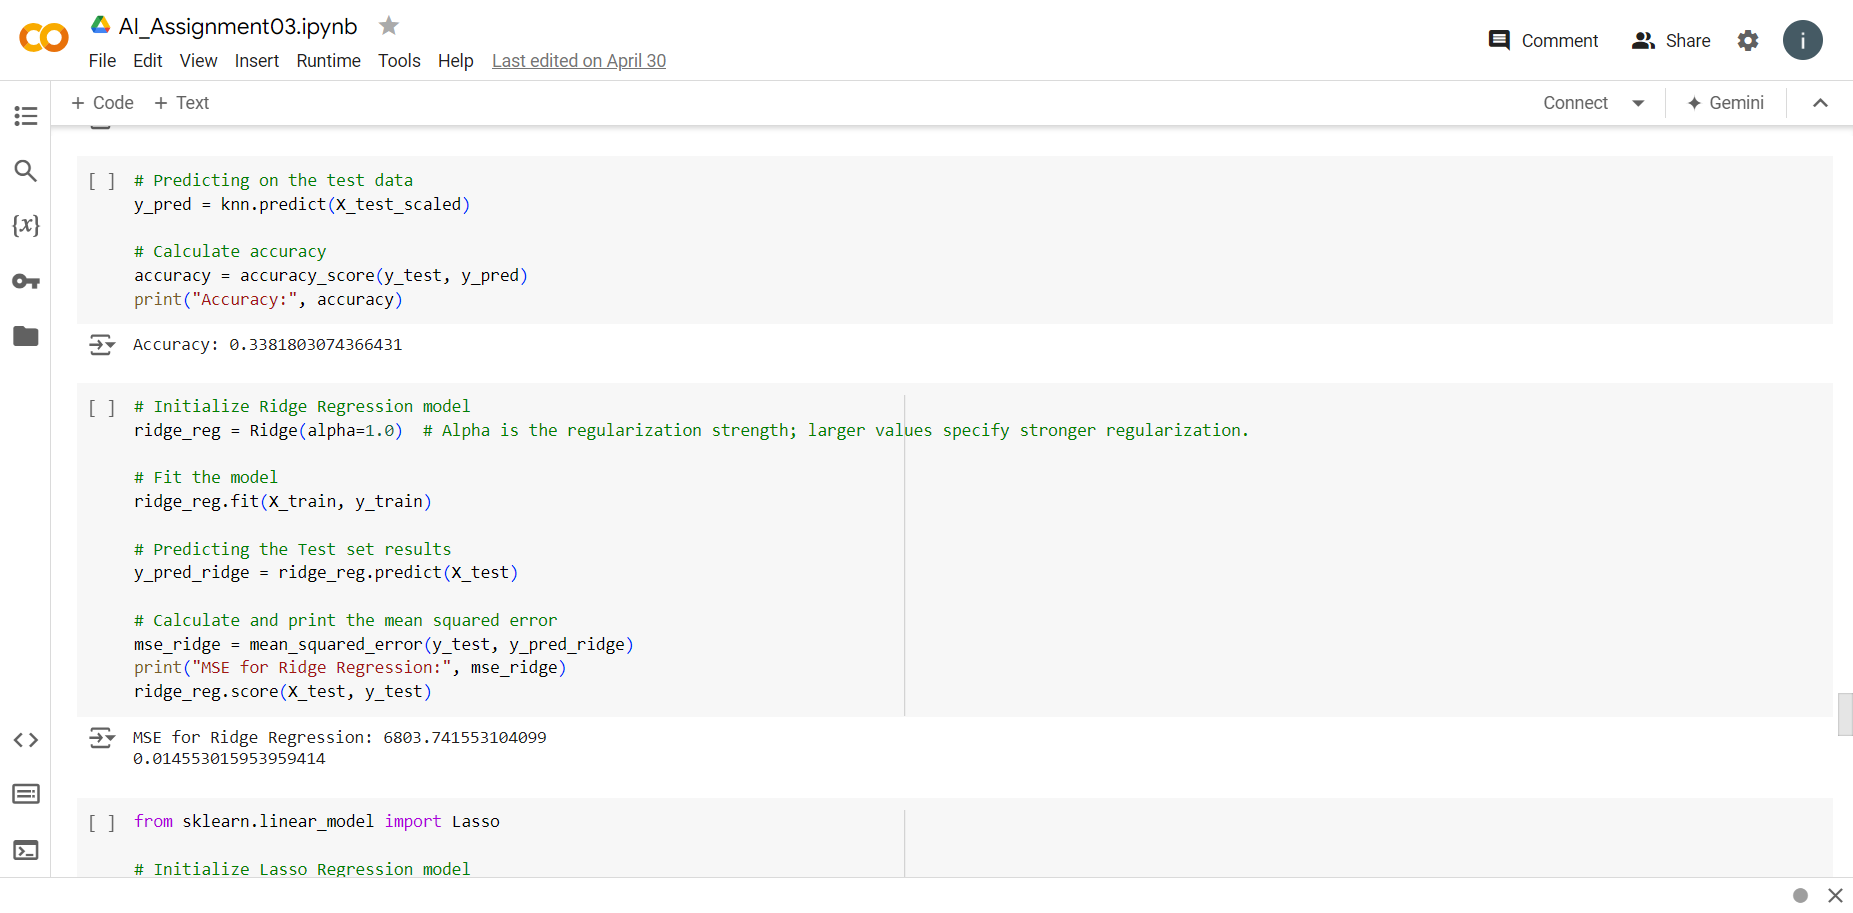 AI_Assignment03.ipynb
File Edit View Insert Runtime Tools Help Last edited on April 30
Comment
Share
i
+ Code + Text
Connect
Gemini
{x}
[ ]
# Predicting on the test data
y_pred = knn.predict(X_test_scaled)
# Calculate accuracy
accuracy = accuracy_score(y_test, y_pred)
print("Accuracy:", accuracy)
Accuracy: 0.3381803074366431
[ ]
# Initialize Ridge Regression model
ridge_reg = Ridge(alpha=1.0)  # Alpha is the regularization strength; larger values specify stronger regularization.
# Fit the model
ridge_reg.fit(X_train, y_train)
# Predicting the Test set results
y_pred_ridge = ridge_reg.predict(X_test)
# Calculate and print the mean squared error
mse_ridge = mean_squared_error(y_test, y_pred_ridge)
print("MSE for Ridge Regression:", mse_ridge)
ridge_reg.score(X_test, y_test)
MSE for Ridge Regression: 6803.741553104099
0.014553015953959414
[ ]
from sklearn.linear_model import Lasso
# Initialize Lasso Regression model